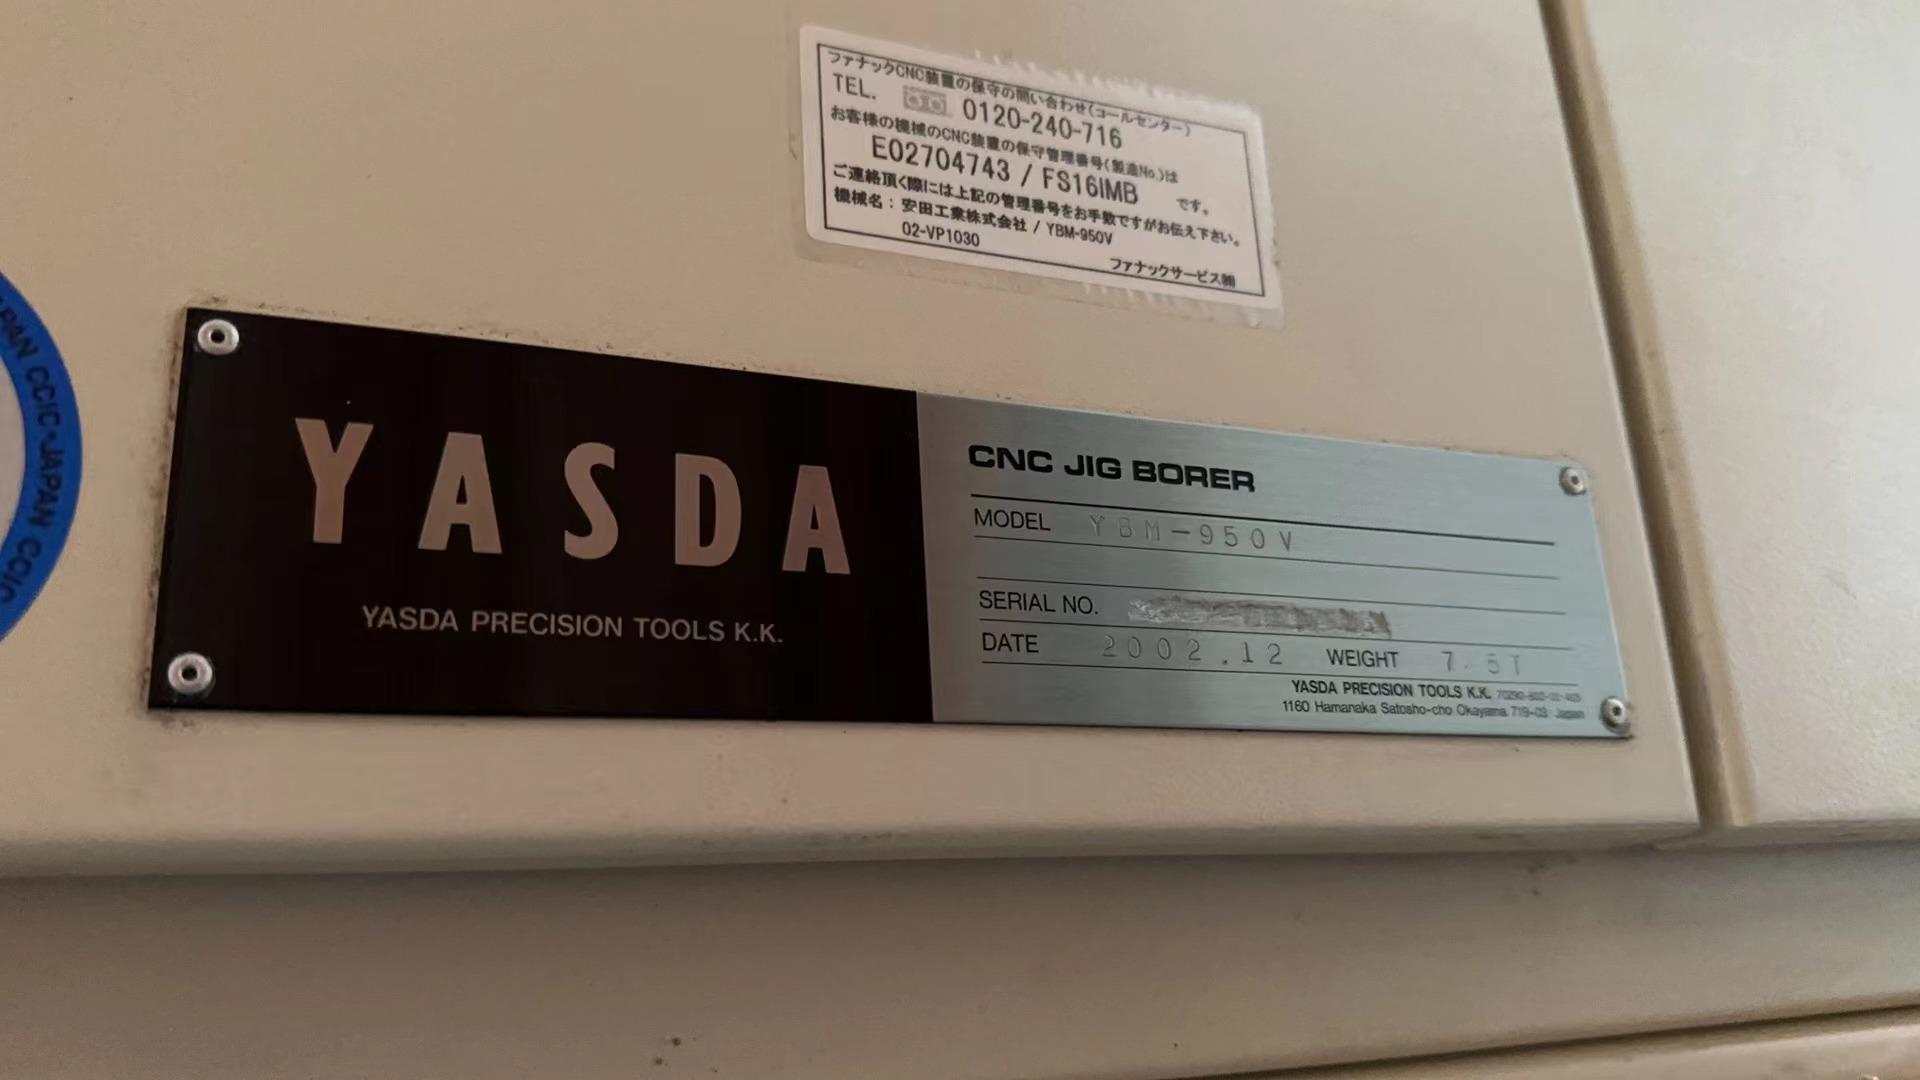 ファナックCNC装置の保守の問い合わせ(コールセンター)
TEL. 0120-240-716
お客様の機械のCNC装置の保守管理番号(製造No.)は
E02704743 / FS16IMB です。
ご連絡頂く際には上記の管理番号をお手数ですがお伝え下さい。
機械名：安田工業株式会社 / YBM-950V
02-VP1030
ファナックサービス㈱
JAPAN CCIC·JAPAN CCIC
YASDA
YASDA PRECISION TOOLS K.K.
CNC JIG BORER
MODEL YBM-950V
SERIAL NO.
DATE 2002.12 WEIGHT 7.5T
YASDA PRECISION TOOLS K.K.
1160 Hamanaka Satosho-cho Okayama 719-03 Japan